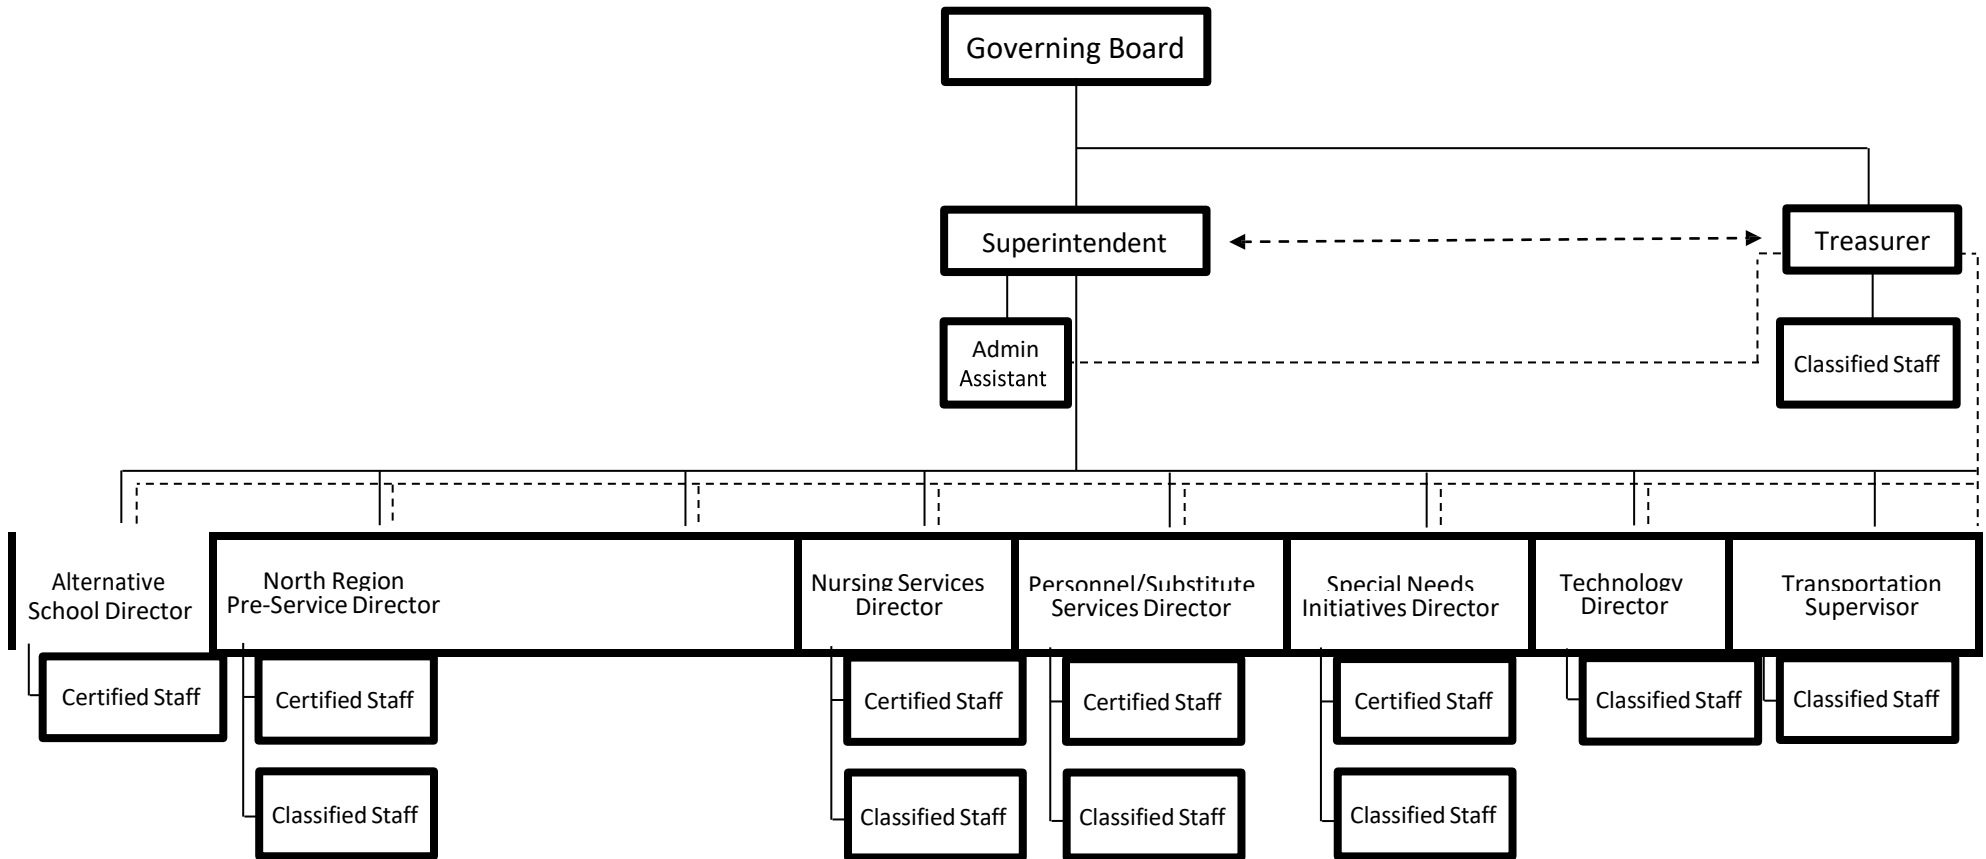 Governing Board
Superintendent
Treasurer
Admin
Assistant
Classified Staff
Alternative
School Director
North Region
Pre-Service Director
Nursing Services
Director
Personnel/Substitute
Services Director
Special Needs
Initiatives Director
Technology
Director
Transportation
Supervisor
Certified Staff
Certified Staff
Certified Staff
Certified Staff
Certified Staff
Classified Staff
Classified Staff
Classified Staff
Classified Staff
Classified Staff
Classified Staff